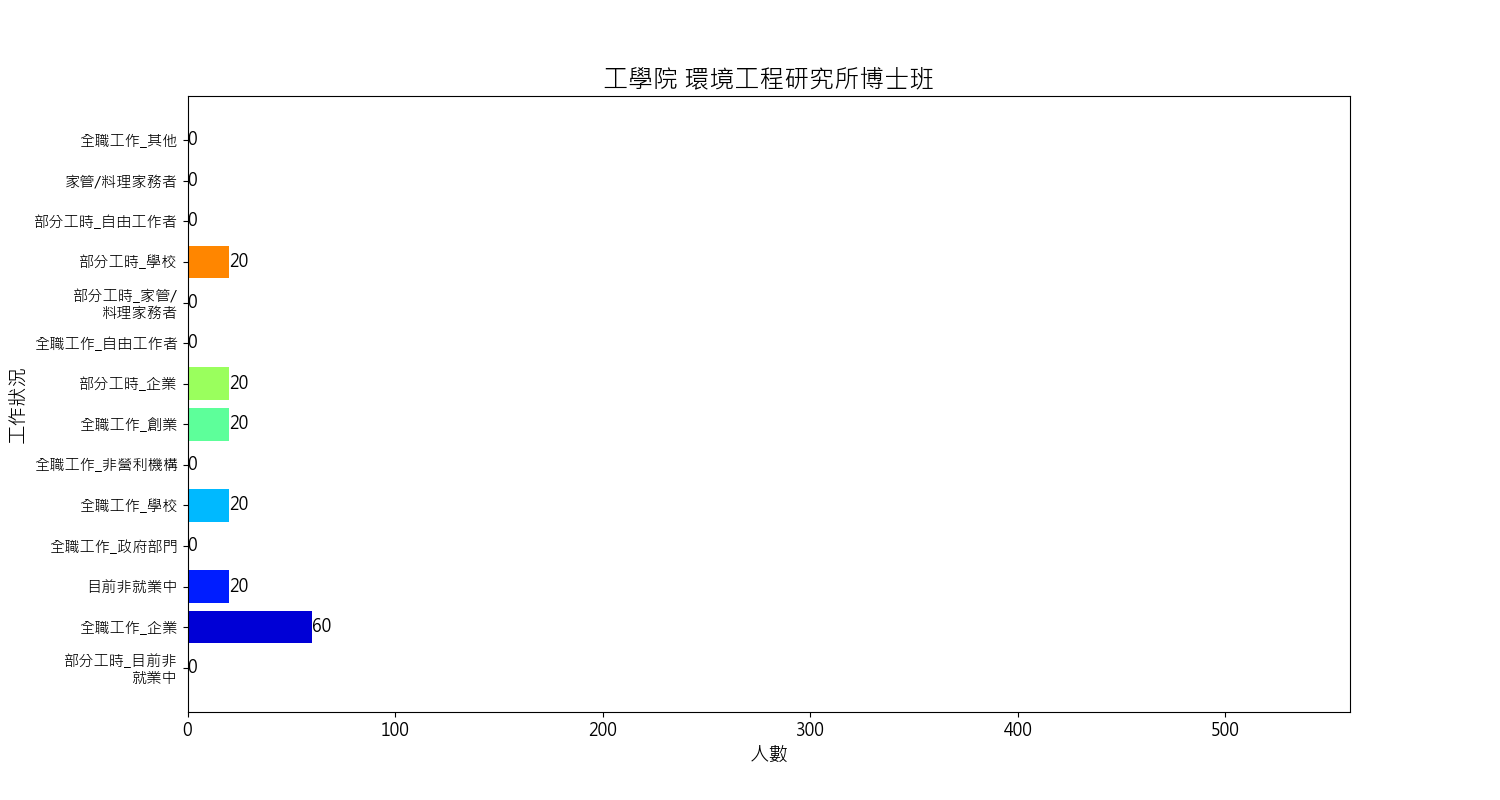 工學院 環境工程研究所博士班
工作狀況
全職工作_其他 0
家管/料理家務者 0
部分工時_自由工作者 0
部分工時_學校 20
部分工時_家管/
料理家務者 0
全職工作_自由工作者 0
部分工時_企業 20
全職工作_創業 20
全職工作_非營利機構 0
全職工作_學校 20
全職工作_政府部門 0
目前非就業中 20
全職工作_企業 60
部分工時_目前非
就業中 0
0 100 200 300 400 500
人數